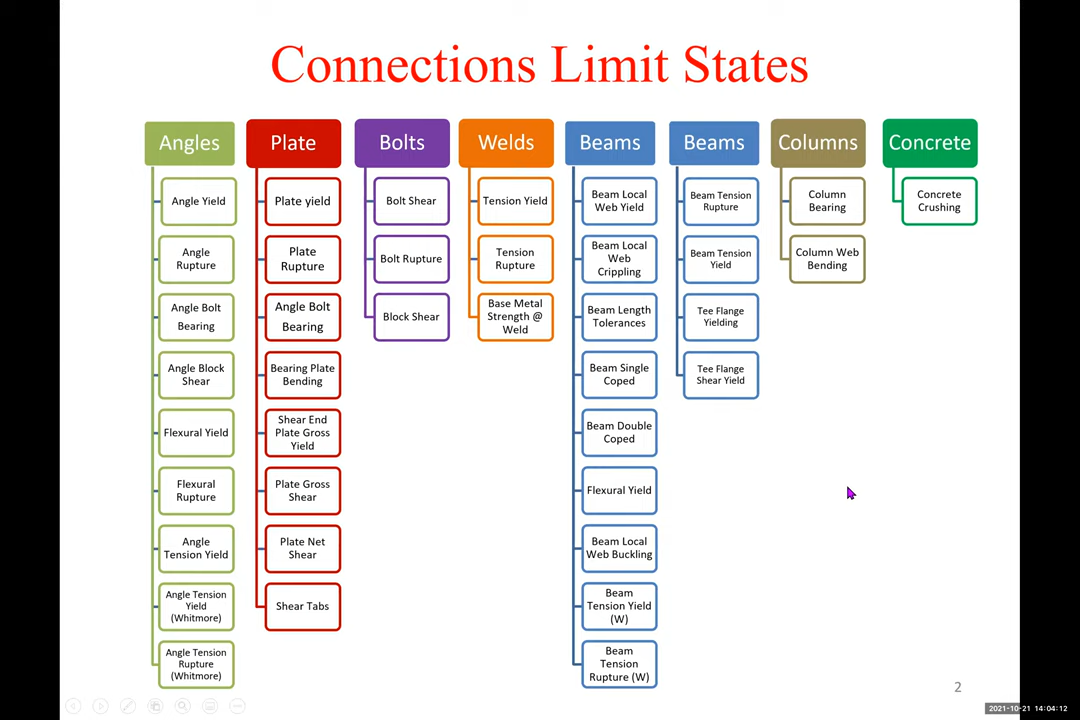 Connections Limit States
Angles
Angle Yield
Angle
Rupture
Angle Bolt
Bearing
Angle Block
Shear
Flexural Yield
Flexural
Rupture
Angle
Tension Yield
Angle Tension
Yield
(Whitmore)
Angle Tension
Rupture
(Whitmore)
Plate
Plate yield
Plate
Rupture
Angle Bolt
Bearing
Bearing Plate
Bending
Shear End
Plate Gross
Yield
Plate Gross
Shear
Plate Net
Shear
Shear Tabs
Bolts
Bolt Shear
Bolt Rupture
Block Shear
Welds
Tension Yield
Tension
Rupture
Base Metal
Strength @
Weld
Beams
Beam Local
Web Yield
Beam Local
Web
Crippling
Beam Length
Tolerances
Beam Single
Coped
Beam Double
Coped
Flexural Yield
Beam Local
Web Buckling
Beam
Tension Yield
(W)
Beam
Tension
Rupture (W)
Beams
Beam Tension
Rupture
Beam Tension
Yield
Tee Flange
Yielding
Tee Flange
Shear Yield
Columns
Column
Bearing
Column Web
Bending
Concrete
Concrete
Crushing
2
2021-10-21 14:04:12